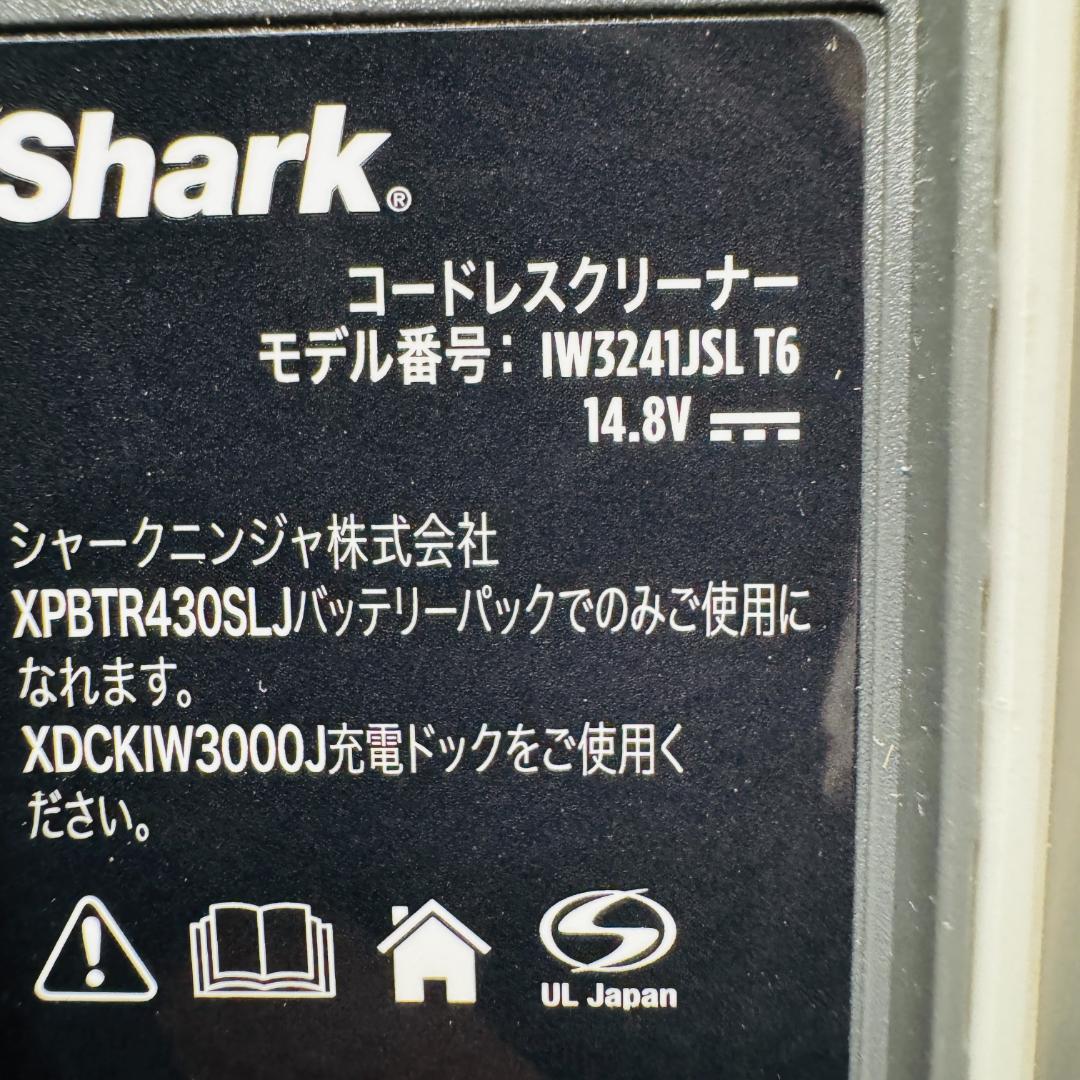 Shark®
コードレスクリーナー
モデル番号: IW3241JSL T6
14.8V
シャークニンジャ株式会社
XPBTR430SLJバッテリーパックでのみご使用に
なれます。
XDCKIW3000J充電ドックをご使用く
ださい。
UL Japan